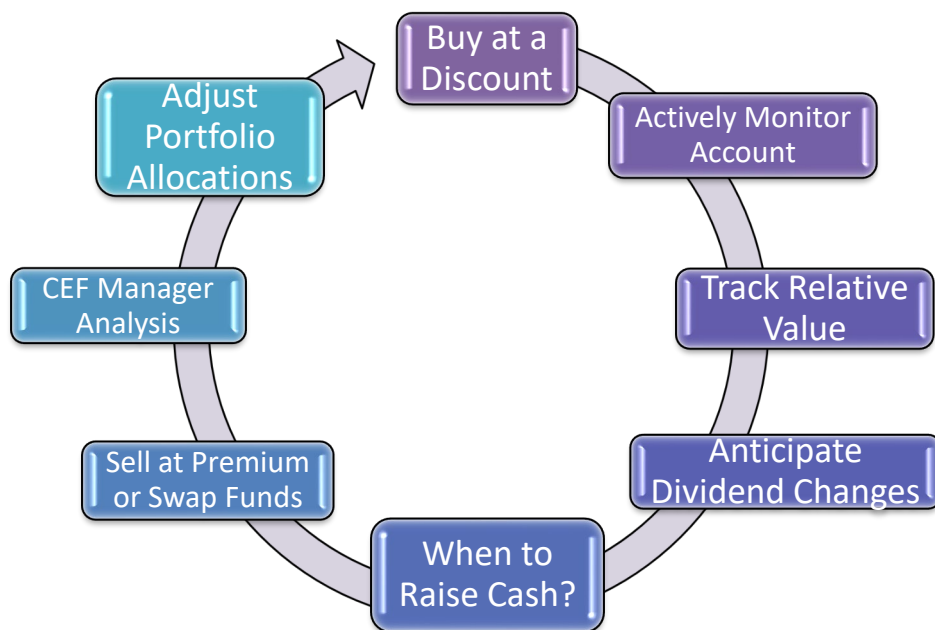 Buy at a
Discount
Actively Monitor
Account
Track Relative
Value
Anticipate
Dividend Changes
When to
Raise Cash?
Sell at Premium
or Swap Funds
CEF Manager
Analysis
Adjust
Portfolio
Allocations